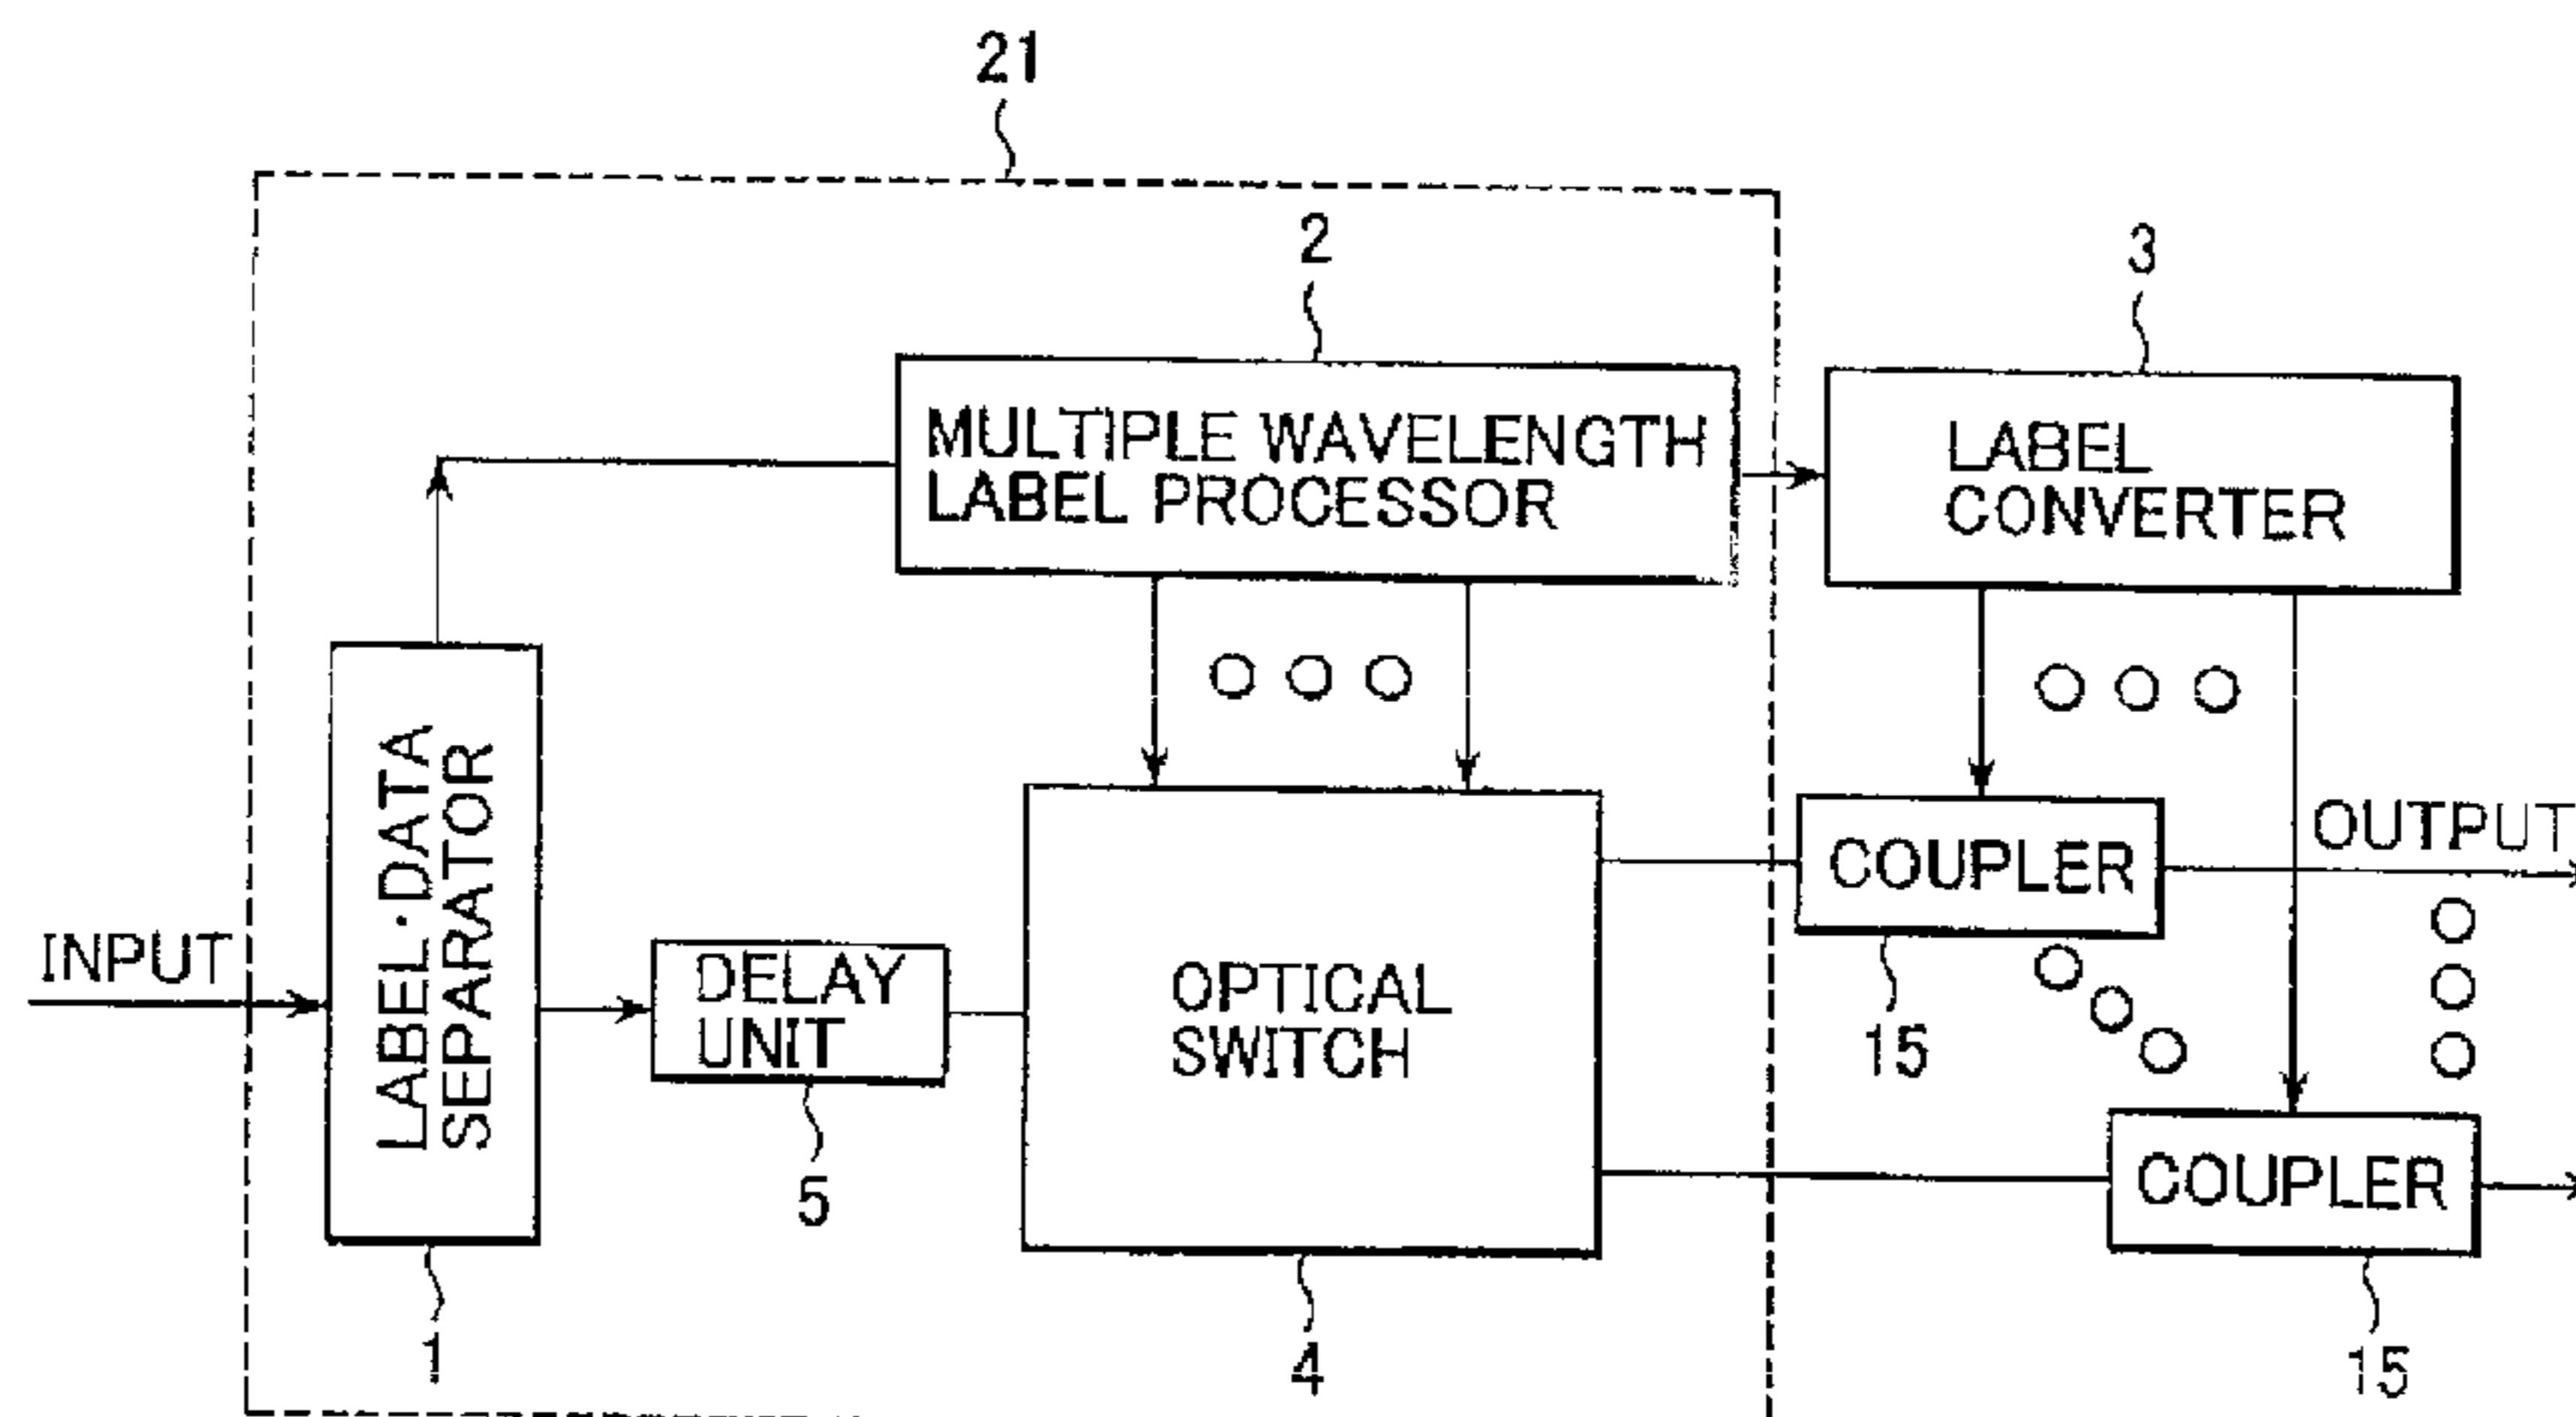 21
2
3
MULTIPLE WAVELENGTH
LABEL PROCESSOR
LABEL
CONVERTER
LABEL·DATA
SEPARATOR
INPUT
DELAY
UNIT
OPTICAL
SWITCH
COUPLER
OUTPUT
15
COUPLER
5
1
4
15